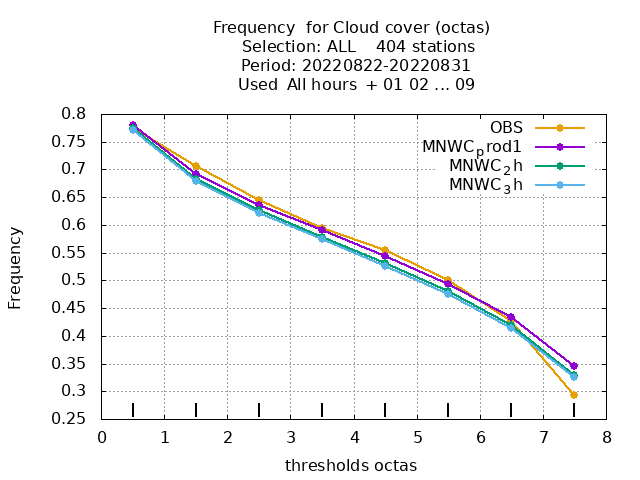 Frequency for Cloud cover (octas)
Selection: ALL 404 stations
Period: 20220822-20220831
Used All hours + 01 02 ... 09
0.8
0.75
0.7
0.65
0.6
0.55
0.5
0.45
0.4
0.35
0.3
0.25
0 1 2 3 4 5 6 7 8
Frequency
thresholds octas
OBS
MNWCprod1
MNWC2h
MNWC3h